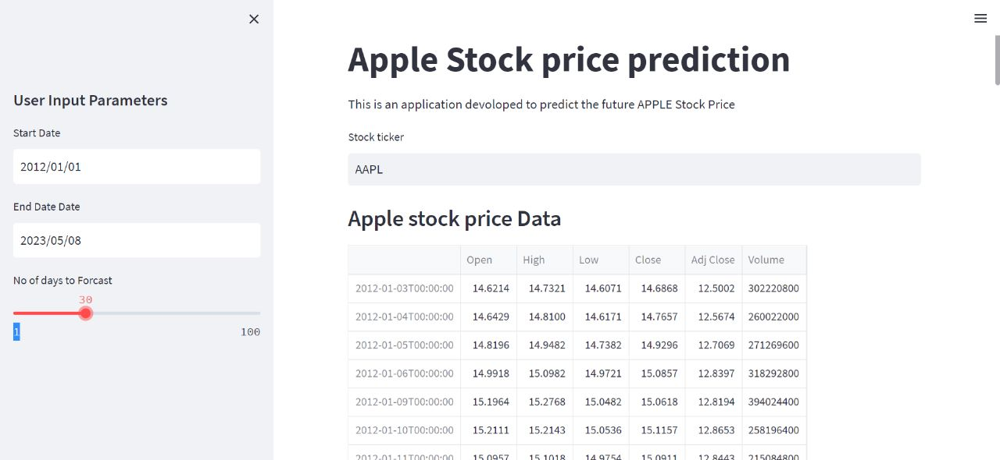 User Input Parameters
Start Date
2012/01/01
End Date Date
2023/05/08
No of days to Forcast
30
1 100
Apple Stock price prediction
This is an application devoloped to predict the future APPLE Stock Price
Stock ticker
AAPL
Apple stock price Data
Open High Low Close Adj Close Volume
2012-01-03T00:00:00 14.6214 14.7321 14.6071 14.6868 12.5002 302220800
2012-01-04T00:00:00 14.6429 14.8100 14.6171 14.7657 12.5674 260022000
2012-01-05T00:00:00 14.8196 14.9482 14.7382 14.9296 12.7069 271269600
2012-01-06T00:00:00 14.9918 15.0982 14.9721 15.0857 12.8397 318292800
2012-01-09T00:00:00 15.1964 15.2768 15.0482 15.0618 12.8194 394024400
2012-01-10T00:00:00 15.2111 15.2143 15.0536 15.1157 12.8653 258196400
2012-01-11T00:00:00 15.0957 15.1018 14.9754 15.0911 12.8443 215084800